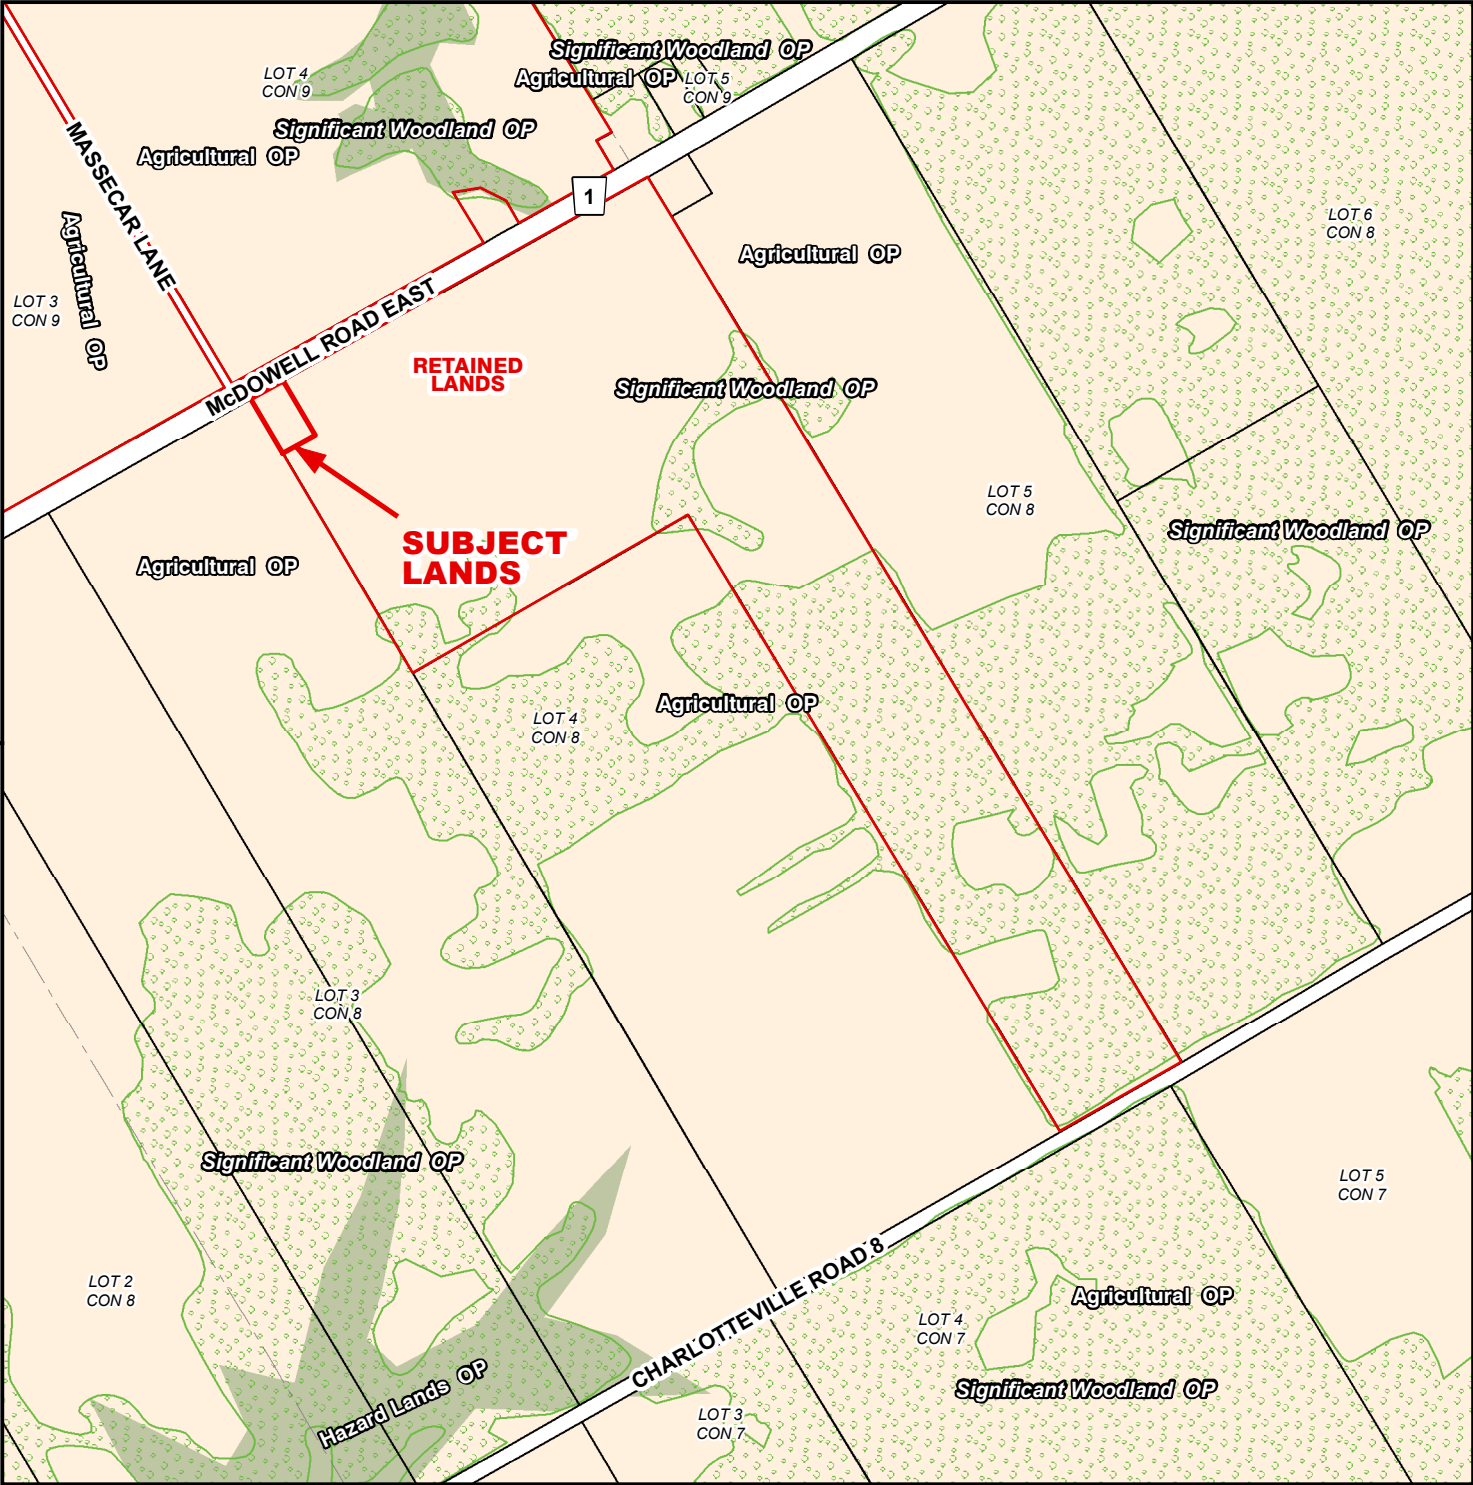 Significant Woodland OP
Agricultural OP
LOT 5
CON 9
LOT 4
CON 9
Significant Woodland OP
Agricultural OP
MASSECAR LANE
1
LOT 6
CON 8
Agricultural OP
Agricultural OP
LOT 3
CON 9
McDOWELL ROAD EAST
RETAINED
LANDS
Significant Woodland OP
LOT 5
CON 8
Significant Woodland OP
SUBJECT
LANDS
Agricultural OP
Agricultural OP
LOT 4
CON 8
LOT 3
CON 8
Significant Woodland OP
LOT 5
CON 7
LOT 2
CON 8
CHARLOTTEVILLE ROAD 8
Agricultural OP
LOT 4
CON 7
Significant Woodland OP
Hazard Lands OP
LOT 3
CON 7